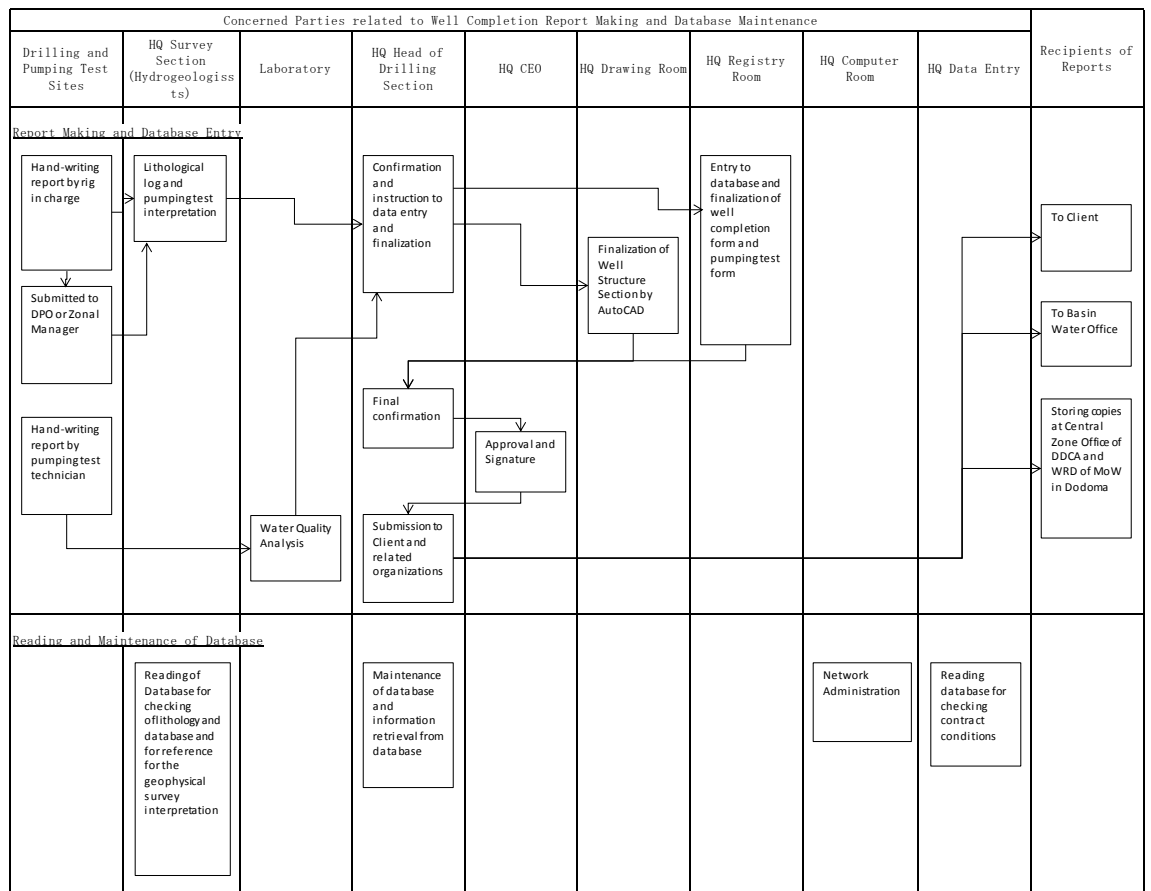 Concerned Parties related to Well Completion Report Making and Database Maintenance
Drilling and
Pumping Test
Sites
HQ Survey
Section
(Hydrogeologiss
ts)
Laboratory
HQ Head of
Drilling
Section
HQ CEO
HQ Drawing Room
HQ Registry
Room
HQ Computer
Room
HQ Data Entry
Recipients of
Reports
Report Making and Database Entry
Hand-writing
report by rig
in charge
Lithological
log and
pumping test
interpretation
Confirmation
and
instruction to
data entry
and
finalization
Entry to
database and
finalization of
well
completion
form and
pumping test
form
To Client
Finalization of
Well
Structure
Section by
AutoCAD
Submitted to
DPO or Zonal
Manager
To Basin
Water Office
Final
confirmation
Storing copies
at Central
Zone Office of
DDCA and
WRD of MoW
in Dodoma
Hand-writing
report by
pumping test
technician
Approval and
Signature
Water Quality
Analysis
Submission to
Client and
related
organizations
Reading and Maintenance of Database
Reading of
Database for
checking
of lithology and
database and
for reference
for the
geophysical
survey
interpretation
Maintenance
of database
and
information
retrieval from
database
Network
Administration
Reading
database for
checking
contract
conditions